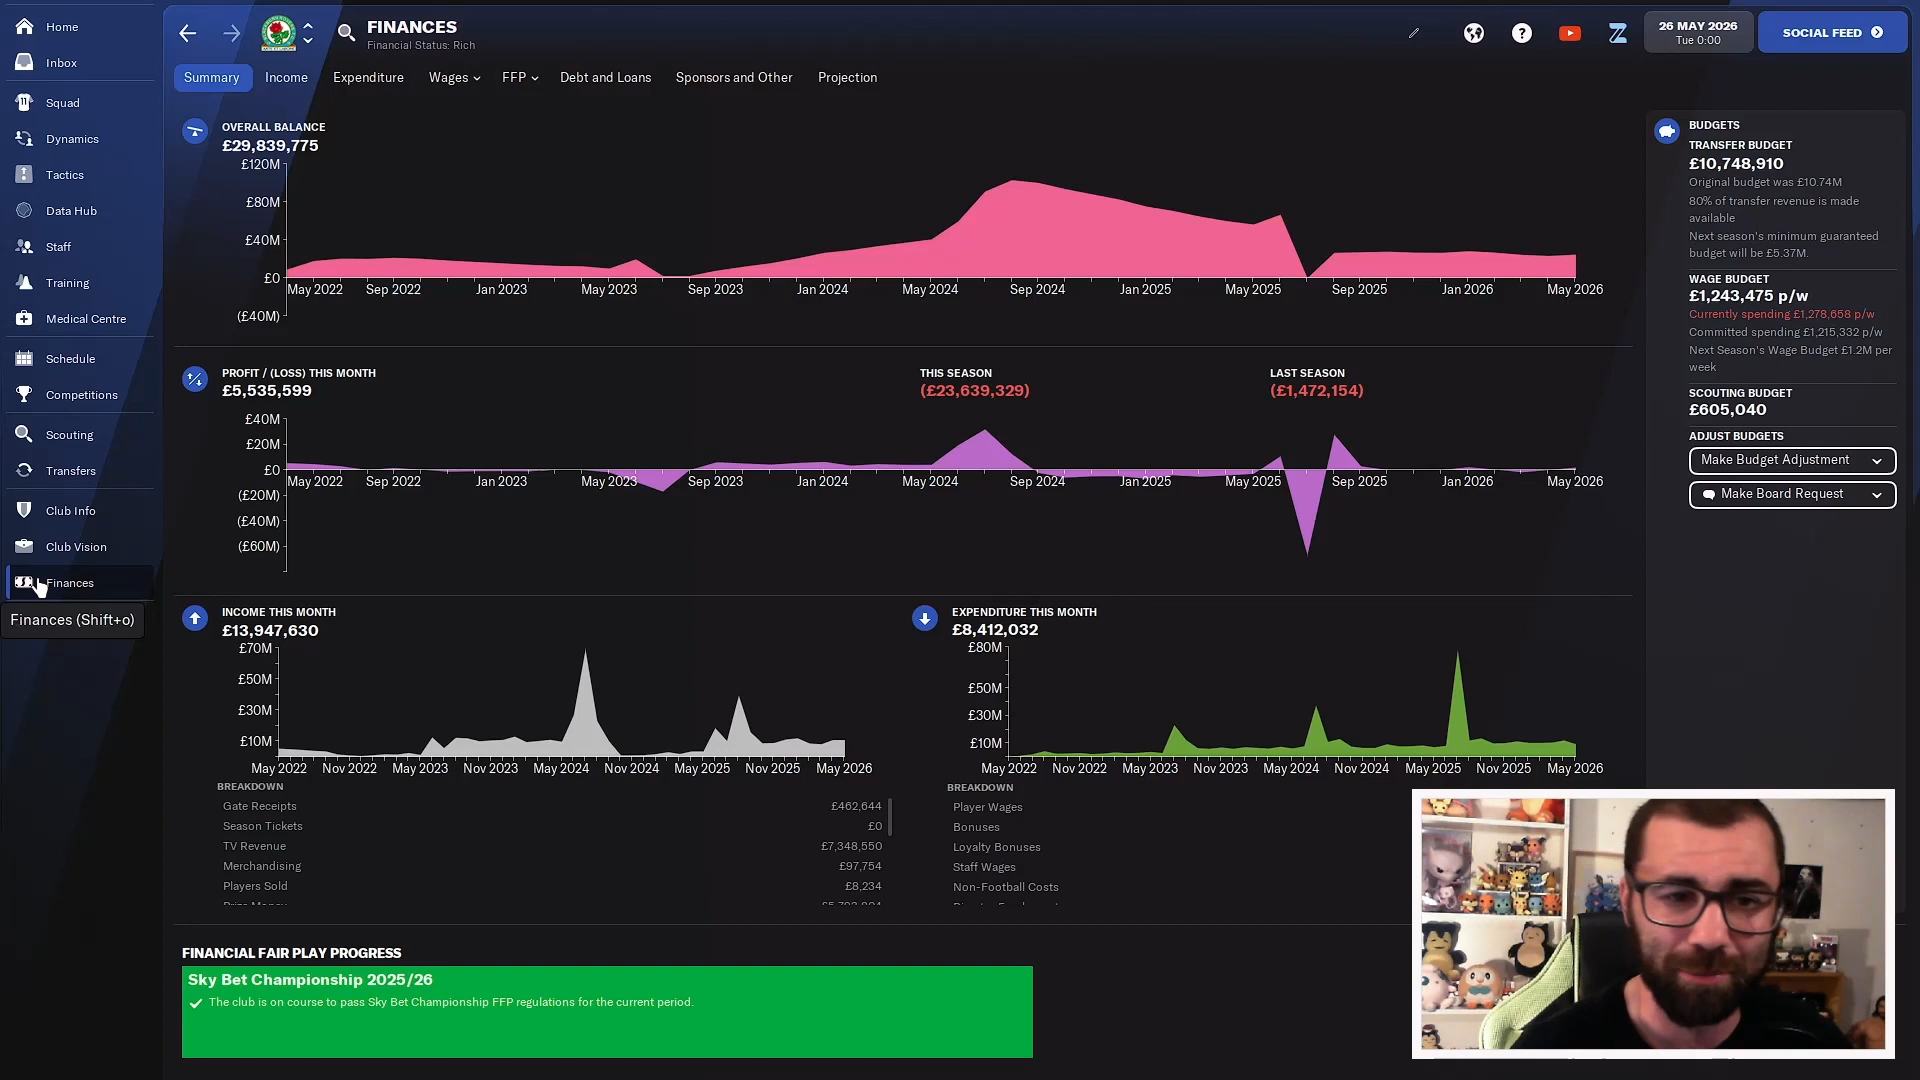 Home
Inbox
Squad
Dynamics
Tactics
Data Hub
Staff
Training
Medical Centre
Schedule
Competitions
Scouting
Transfers
Club Info
Club Vision
Finances
Finances (Shift+o)
FINANCES
Financial Status: Rich
26 MAY 2026
Tue 0:00
SOCIAL FEED
Summary
Income
Expenditure
Wages
FFP
Debt and Loans
Sponsors and Other
Projection
OVERALL BALANCE
£29,839,775
£120M
£80M
£40M
£0
(£40M)
May 2022 Sep 2022 Jan 2023 May 2023 Sep 2023 Jan 2024 May 2024 Sep 2024 Jan 2025 May 2025 Sep 2025 Jan 2026 May 2026
PROFIT / (LOSS) THIS MONTH
£5,535,599
THIS SEASON
(£23,639,329)
LAST SEASON
(£1,472,154)
£40M
£20M
£0
(£20M)
(£40M)
(£60M)
May 2022 Sep 2022 Jan 2023 May 2023 Sep 2023 Jan 2024 May 2024 Sep 2024 Jan 2025 May 2025 Sep 2025 Jan 2026 May 2026
INCOME THIS MONTH
£13,947,630
£70M
£50M
£30M
£10M
May 2022 Nov 2022 May 2023 Nov 2023 May 2024 Nov 2024 May 2025 Nov 2025 May 2026
BREAKDOWN
Gate Receipts £462,644
Season Tickets £0
TV Revenue £7,348,550
Merchandising £97,754
Players Sold £8,234
EXPENDITURE THIS MONTH
£8,412,032
£80M
£50M
£30M
£10M
May 2022 Nov 2022 May 2023 Nov 2023 May 2024 Nov 2024 May 2025 Nov 2025 May 2026
BREAKDOWN
Player Wages
Bonuses
Loyalty Bonuses
Staff Wages
Non-Football Costs
FINANCIAL FAIR PLAY PROGRESS
Sky Bet Championship 2025/26
The club is on course to pass Sky Bet Championship FFP regulations for the current period.
BUDGETS
TRANSFER BUDGET
£10,748,910
Original budget was £10.74M
80% of transfer revenue is made
available
Next season's minimum guaranteed
budget will be £5.37M.
WAGE BUDGET
£1,243,475 p/w
Currently spending £1,278,658 p/w
Committed spending £1,215,332 p/w
Next Season's Wage Budget £1.2M per
week
SCOUTING BUDGET
£605,040
ADJUST BUDGETS
Make Budget Adjustment
Make Board Request